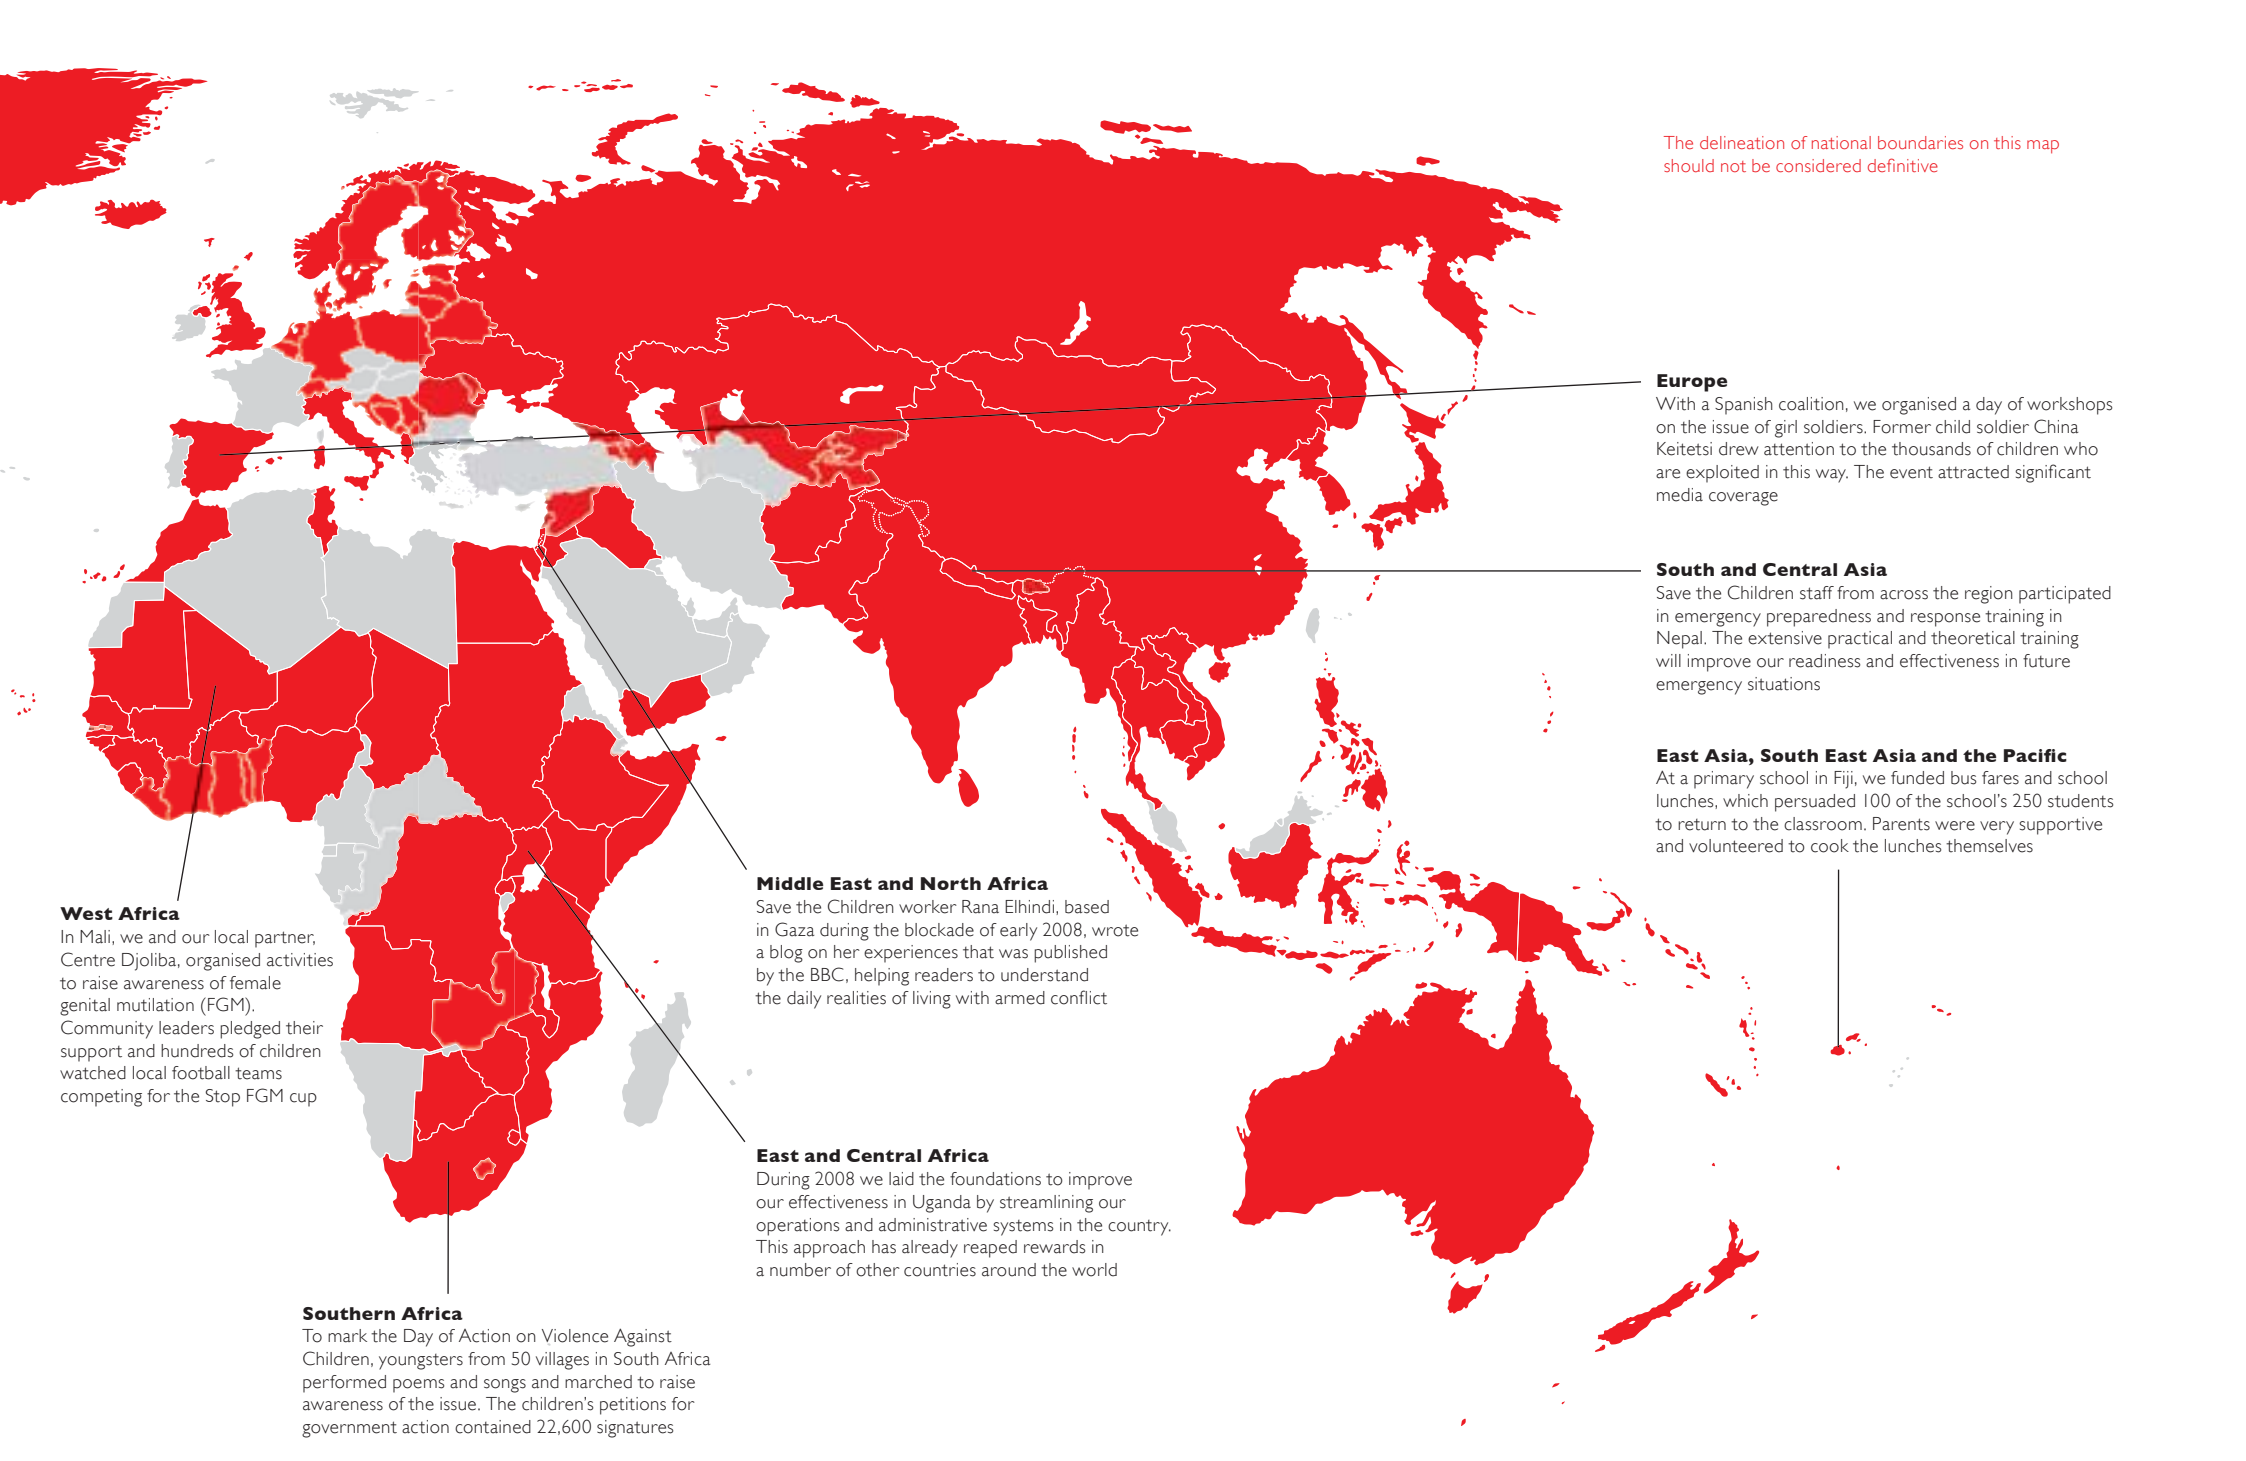 The delineation of national boundaries on this map
should not be considered definitive
Europe
With a Spanish coalition, we organised a day of workshops
on the issue of girl soldiers. Former child soldier China
Keitetsi drew attention to the thousands of children who
are exploited in this way. The event attracted significant
media coverage
South and Central Asia
Save the Children staff from across the region participated
in emergency preparedness and response training in
Nepal. The extensive practical and theoretical training
will improve our readiness and effectiveness in future
emergency situations
East Asia, South East Asia and the Pacific
At a primary school in Fiji, we funded bus fares and school
lunches, which persuaded 100 of the school's 250 students
to return to the classroom. Parents were very supportive
and volunteered to cook the lunches themselves
Middle East and North Africa
Save the Children worker Rana Elhindi, based
in Gaza during the blockade of early 2008, wrote
a blog on her experiences that was published
by the BBC, helping readers to understand
the daily realities of living with armed conflict
West Africa
In Mali, we and our local partner,
Centre Djoliba, organised activities
to raise awareness of female
genital mutilation (FGM).
Community leaders pledged their
support and hundreds of children
watched local football teams
competing for the Stop FGM cup
East and Central Africa
During 2008 we laid the foundations to improve
our effectiveness in Uganda by streamlining our
operations and administrative systems in the country.
This approach has already reaped rewards in
a number of other countries around the world
Southern Africa
To mark the Day of Action on Violence Against
Children, youngsters from 50 villages in South Africa
performed poems and songs and marched to raise
awareness of the issue. The children's petitions for
government action contained 22,600 signatures